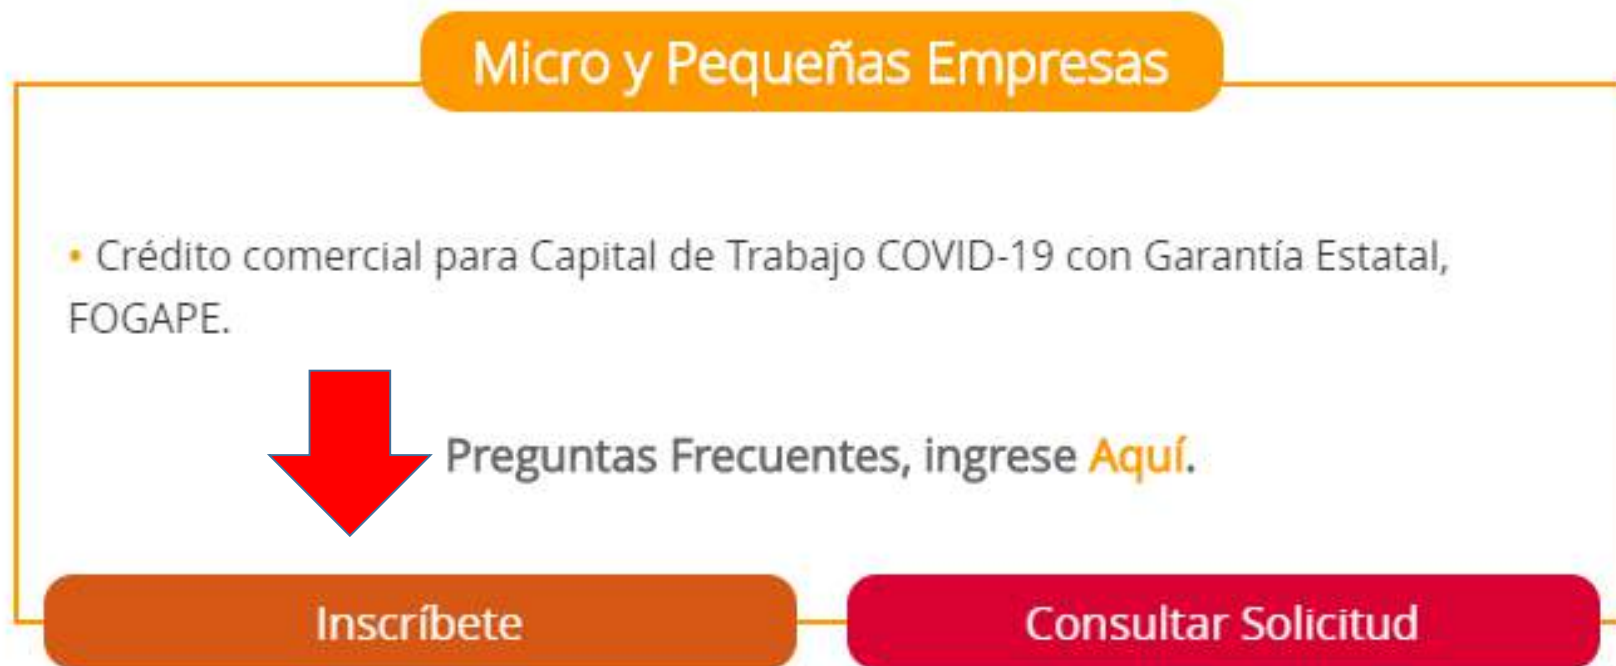 Micro y Pequeñas Empresas
• Crédito comercial para Capital de Trabajo COVID-19 con Garantía Estatal,
FOGAPE.
Preguntas Frecuentes, ingrese Aquí.
Inscríbete
Consultar Solicitud